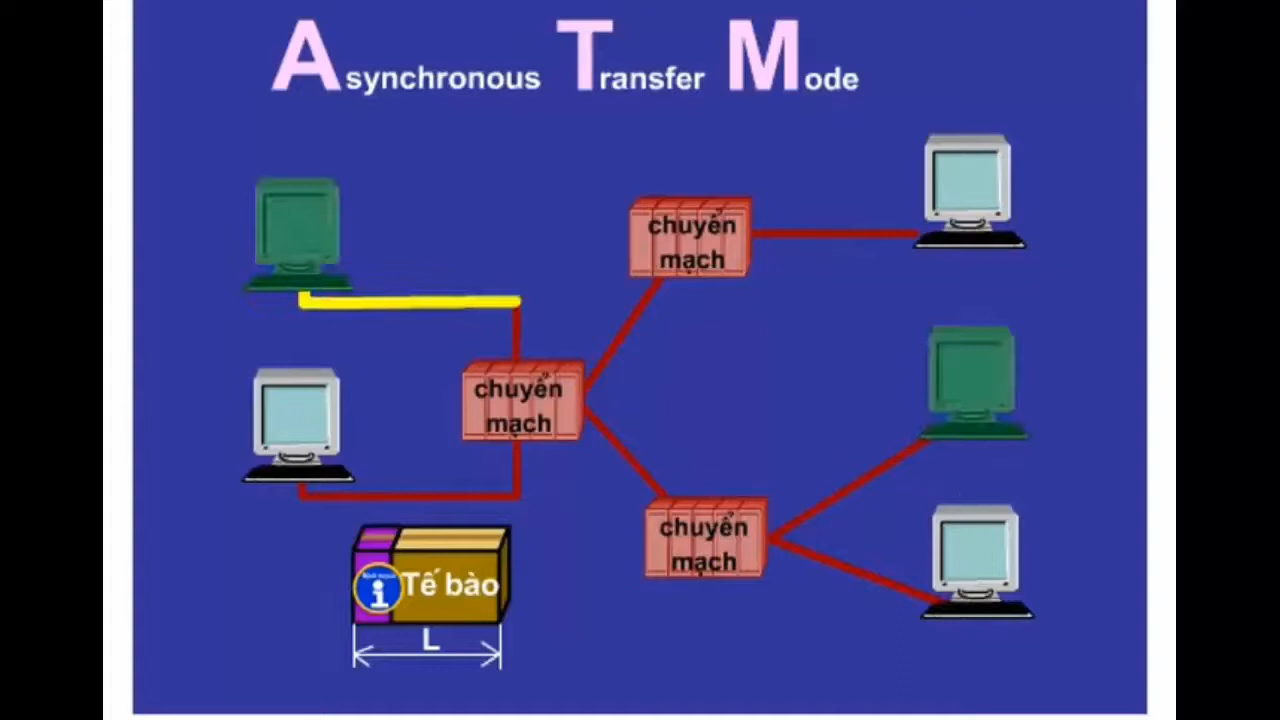 Asynchronous Transfer Mode
chuyển
mạch
chuyển
mạch
chuyển
mạch
Tế bào
L